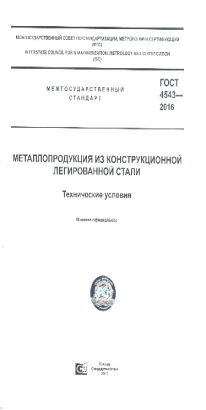 МЕЖГОСУДАРСТВЕННЫЙ СОВЕТ ПО СТАНДАРТИЗАЦИИ, МЕТРОЛОГИИ И СЕРТИФИКАЦИИ
(МГС)
INTERSTATE COUNCIL FOR STANDARDIZATION, METROLOGY AND CERTIFICATION
(ISC)
МЕЖГОСУДАРСТВЕННЫЙ
СТАНДАРТ
ГОСТ
4543—
2016
МЕТАЛЛОПРОДУКЦИЯ ИЗ КОНСТРУКЦИОННОЙ
ЛЕГИРОВАННОЙ СТАЛИ
Технические условия
Издание официальное
Москва
Стандартинформ